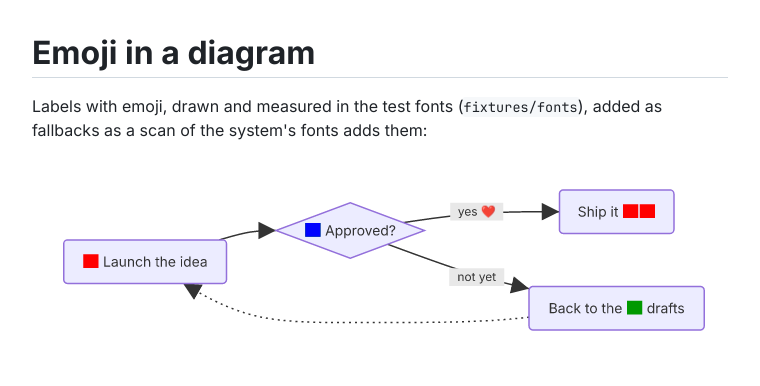 Emoji in a diagram
Labels with emoji, drawn and measured in the test fonts (fixtures/fonts), added as
fallbacks as a scan of the system's fonts adds them:
🟥 Launch the idea
🟦 Approved?
yes ❤️
not yet
Ship it 🟥🟥
Back to the 🟩 drafts